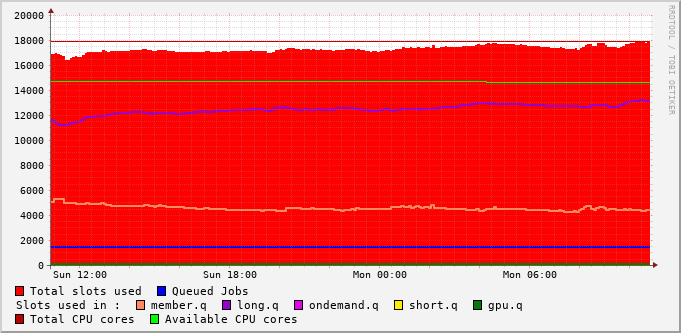 RRDTOOL / TOBI OETIKER
20000
18000
16000
14000
12000
10000
8000
6000
4000
2000
0
Sun 12:00 Sun 18:00 Mon 00:00 Mon 06:00
Total slots used Queued Jobs
Slots used in : member.q long.q ondemand.q short.q gpu.q
Total CPU cores Available CPU cores